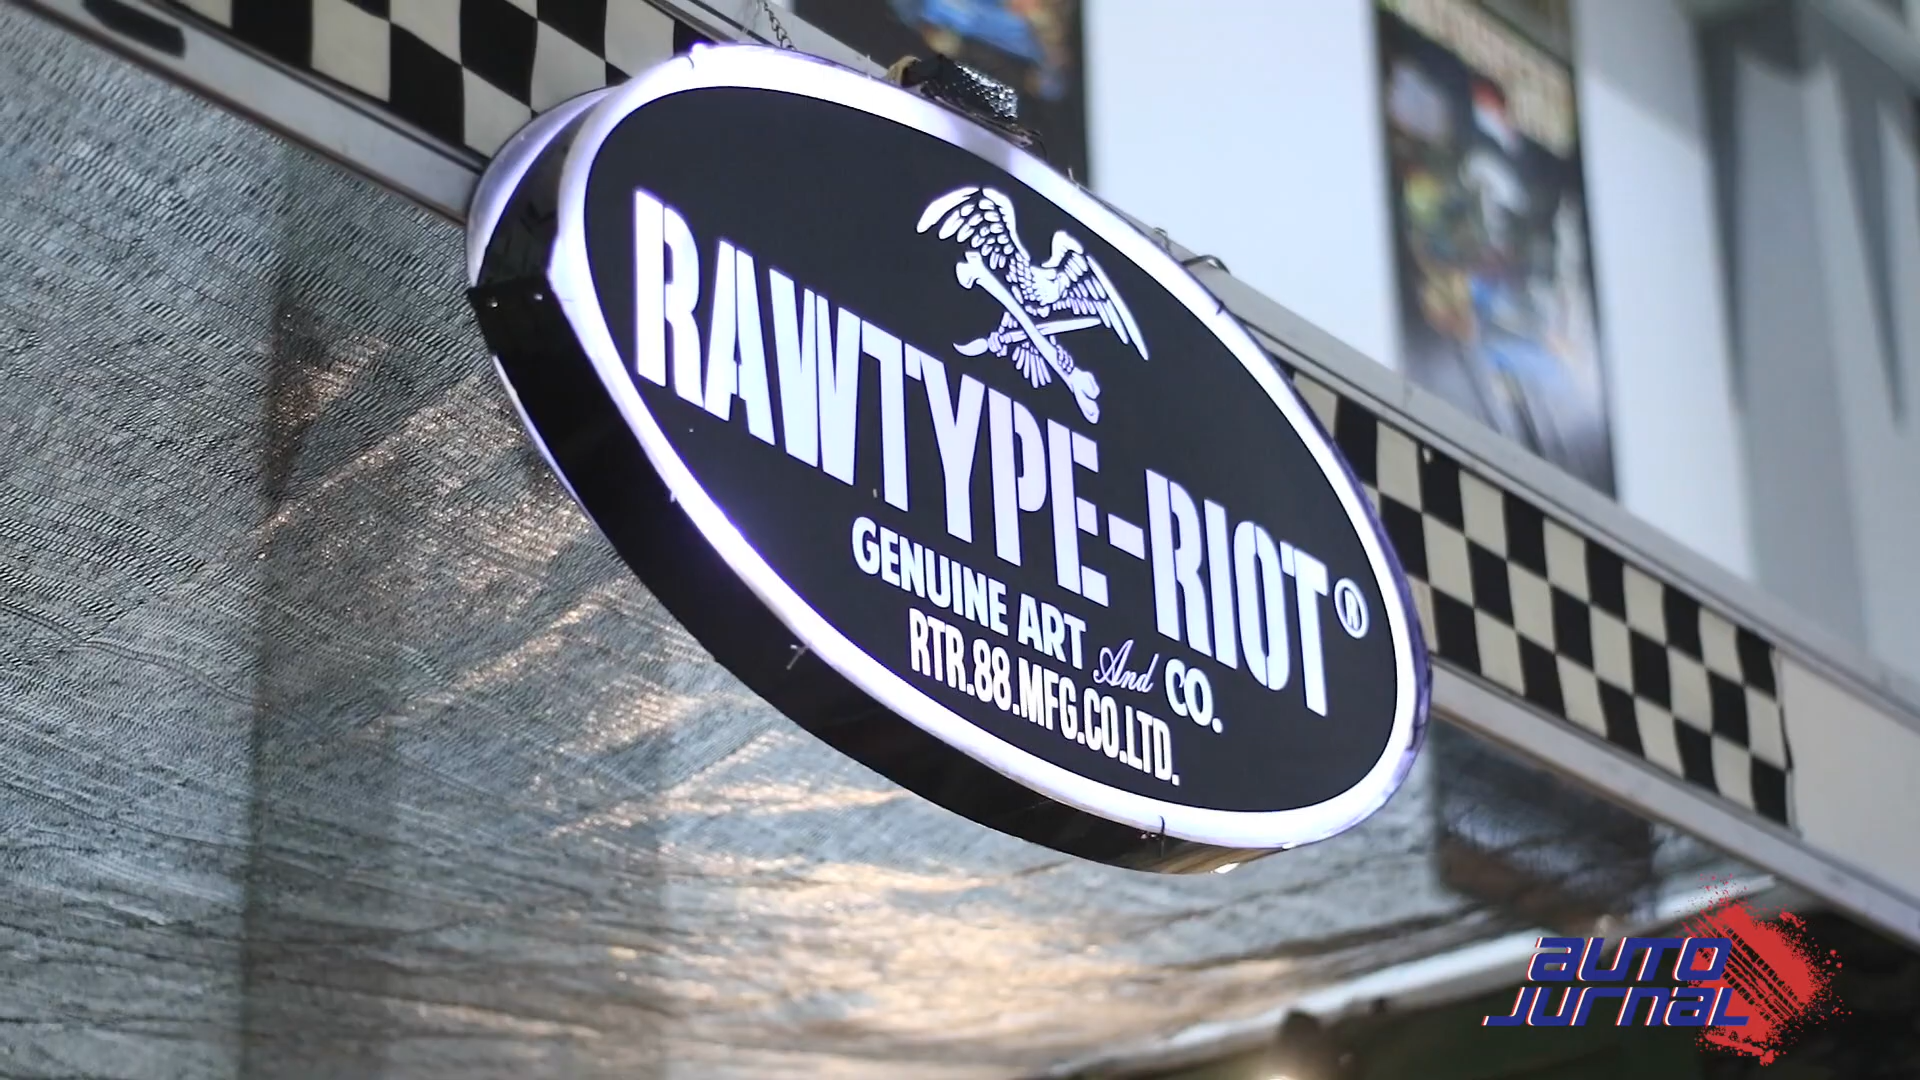 RAWTYPE-RIOT®
GENUINE ART And CO.
RTR.88.MFG.CO.LTD.
AUTO
JURNAL